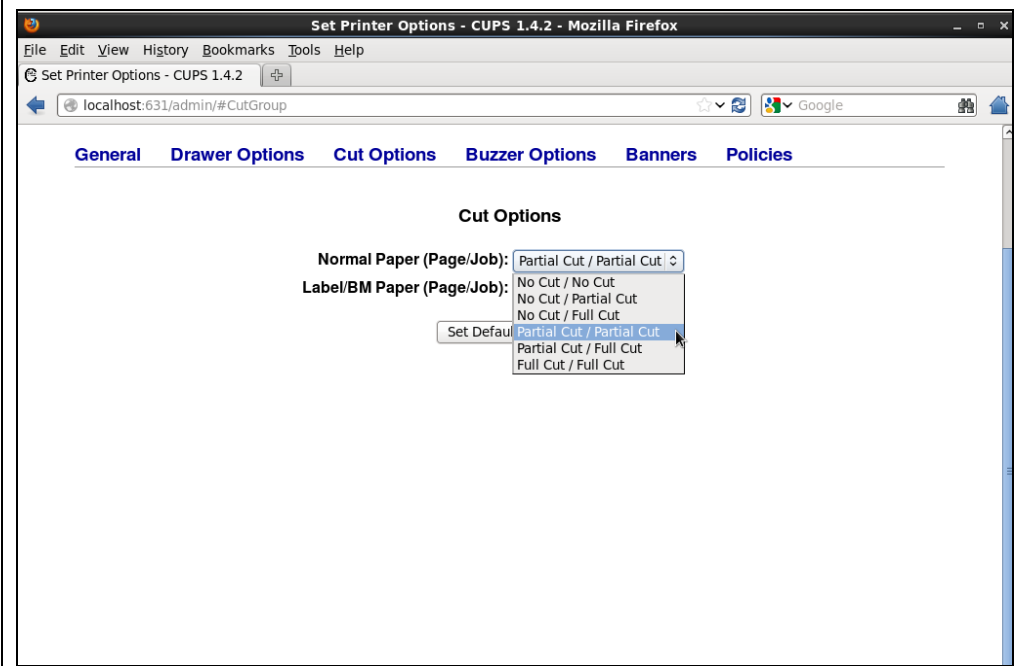 Set Printer Options - CUPS 1.4.2 - Mozilla Firefox
File Edit View History Bookmarks Tools Help
Set Printer Options - CUPS 1.4.2
localhost:631/admin/#CutGroup Google
General Drawer Options Cut Options Buzzer Options Banners Policies
Cut Options
Normal Paper (Page/Job): Partial Cut / Partial Cut
Label/BM Paper (Page/Job):
No Cut / No Cut
No Cut / Partial Cut
No Cut / Full Cut
Set Defaul
Partial Cut / Partial Cut
Partial Cut / Full Cut
Full Cut / Full Cut